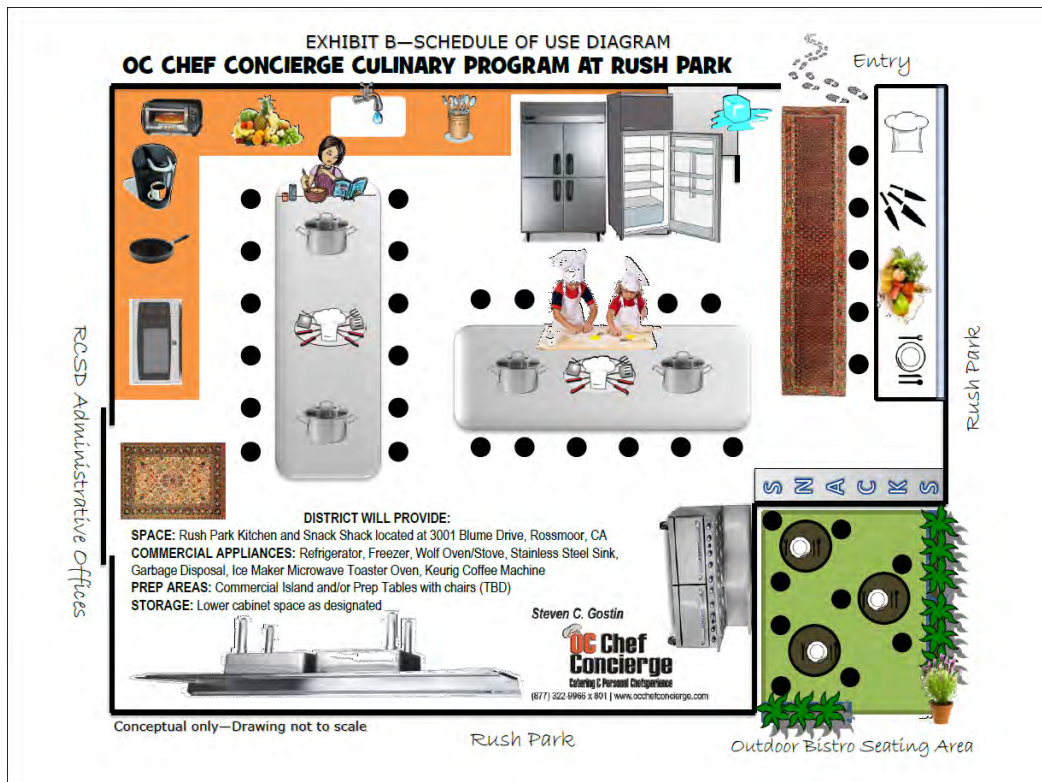 EXHIBIT B—SCHEDULE OF USE DIAGRAM
OC CHEF CONCIERGE CULINARY PROGRAM AT RUSH PARK
Entry
RCSD Administrative Offices
Rush Park
SNACKS
DISTRICT WILL PROVIDE:
SPACE: Rush Park Kitchen and Snack Shack located at 3001 Blume Drive, Rossmoor, CA
COMMERCIAL APPLIANCES: Refrigerator, Freezer, Wolf Oven/Stove, Stainless Steel Sink,
Garbage Disposal, Ice Maker Microwave Toaster Oven, Keurig Coffee Machine
PREP AREAS: Commercial Island and/or Prep Tables with chairs (TBD)
STORAGE: Lower cabinet space as designated
Steven C. Gostin
OC Chef
Concierge
Catering & Personal Chefsperience
(877) 322-9966 x 801 | www.occhefconcierge.com
Conceptual only—Drawing not to scale
Rush Park
Outdoor Bistro Seating Area